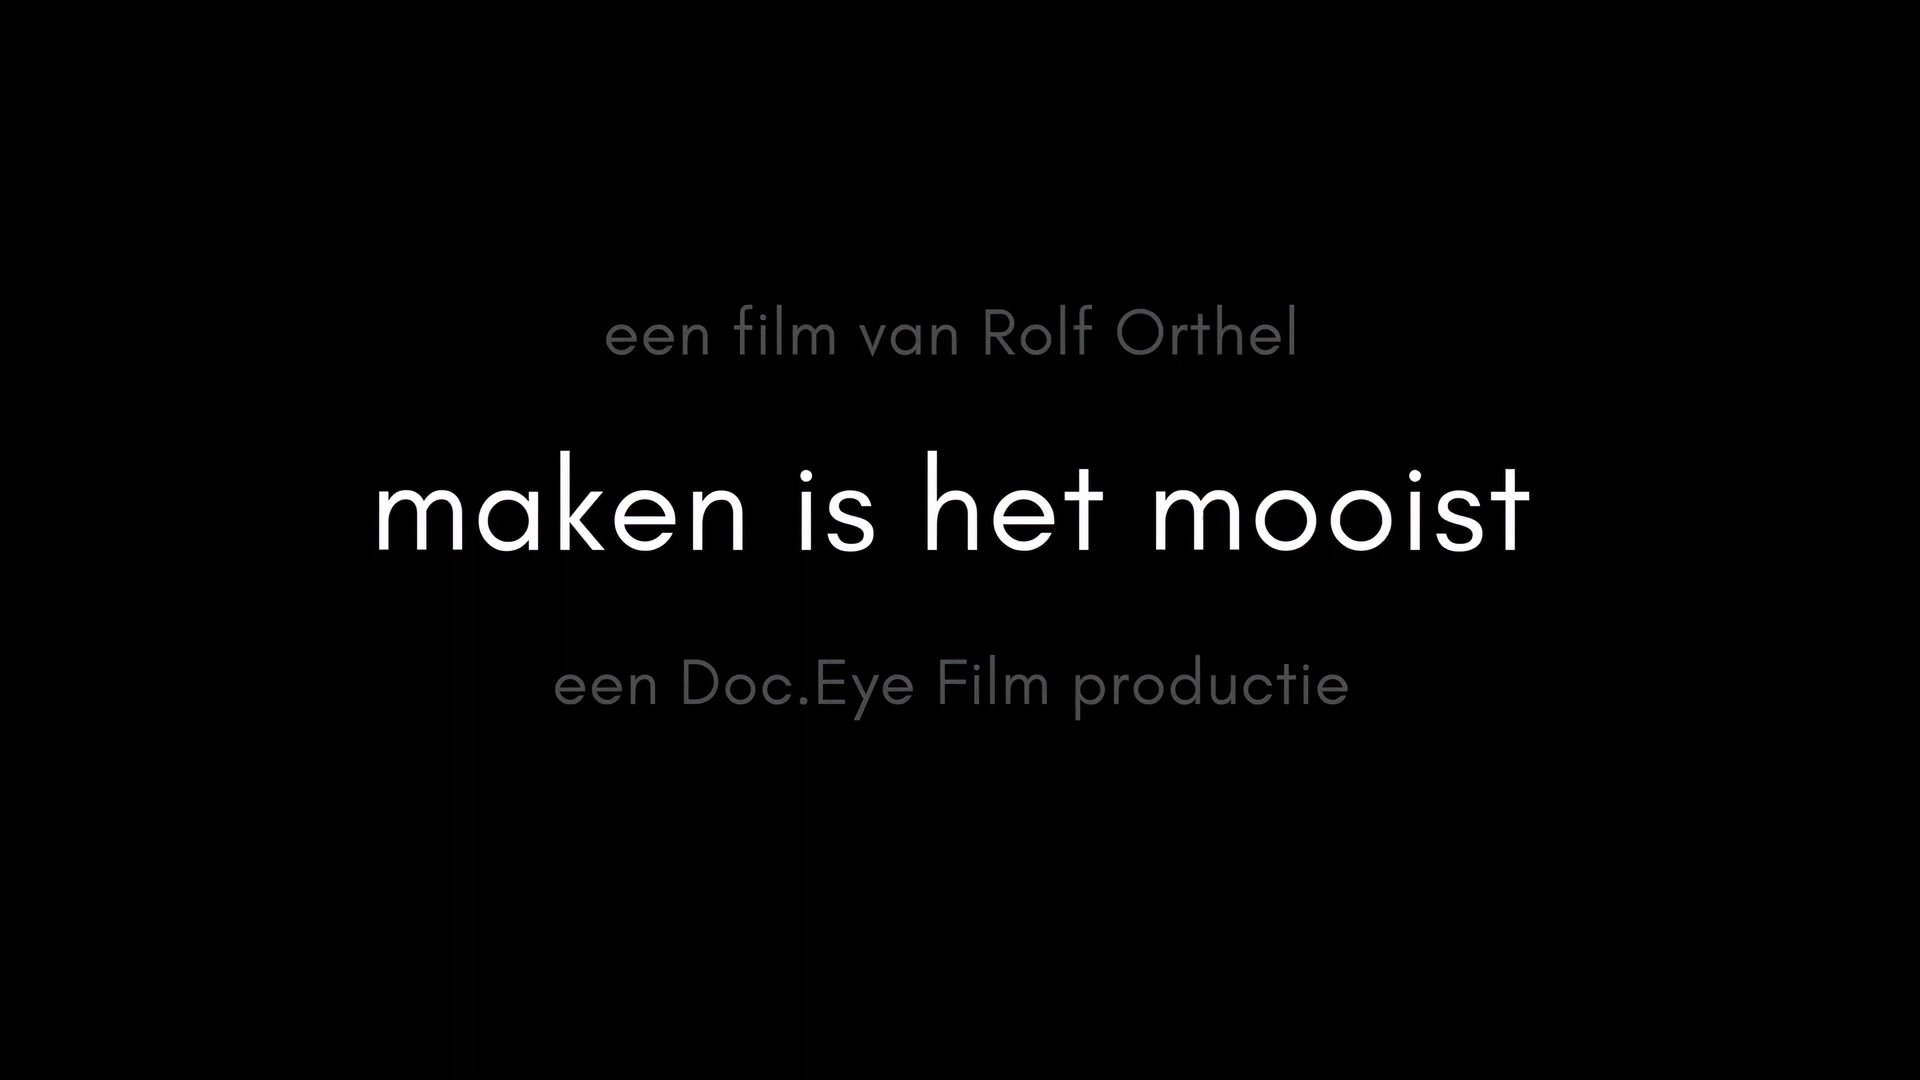 een film van Rolf Orthel
maken is het mooist
een Doc.Eye Film productie